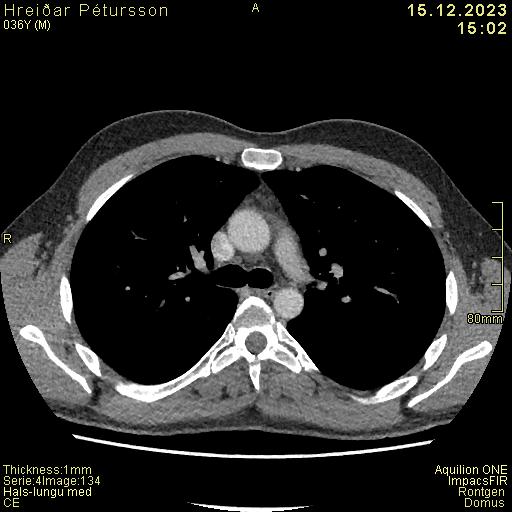 Hreiðar Pétursson
036Y (M)
A
15.12.2023
15:02
R
80mm
Thickness:1mm
Serie:4Image:134
Hals-lungu med
CE
Aquilion ONE
ImpacsFIR
Rontgen
Domus